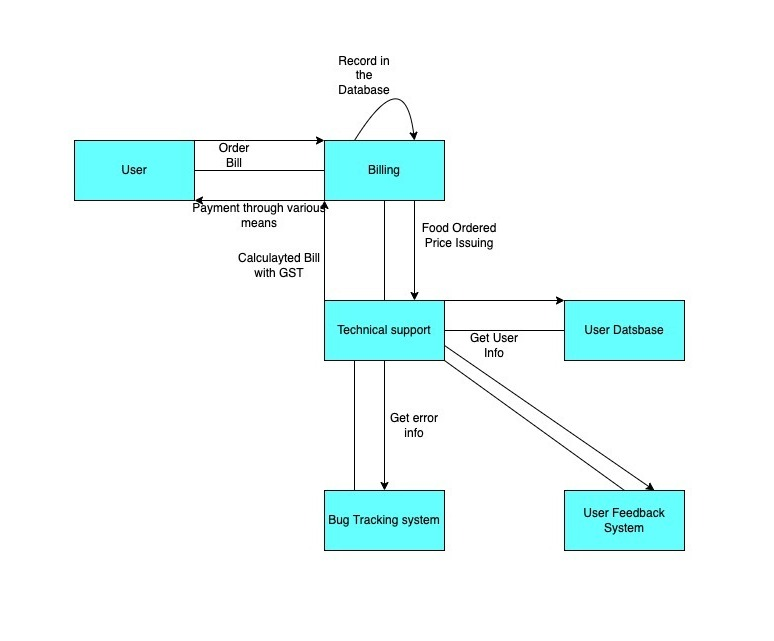 Record in
the
Database
Order
Bill
User
Billing
Payment through various
means
Food Ordered
Price Issuing
Calculayted Bill
with GST
Technical support
User Datsbase
Get User
Info
Get error
info
Bug Tracking system
User Feedback
System